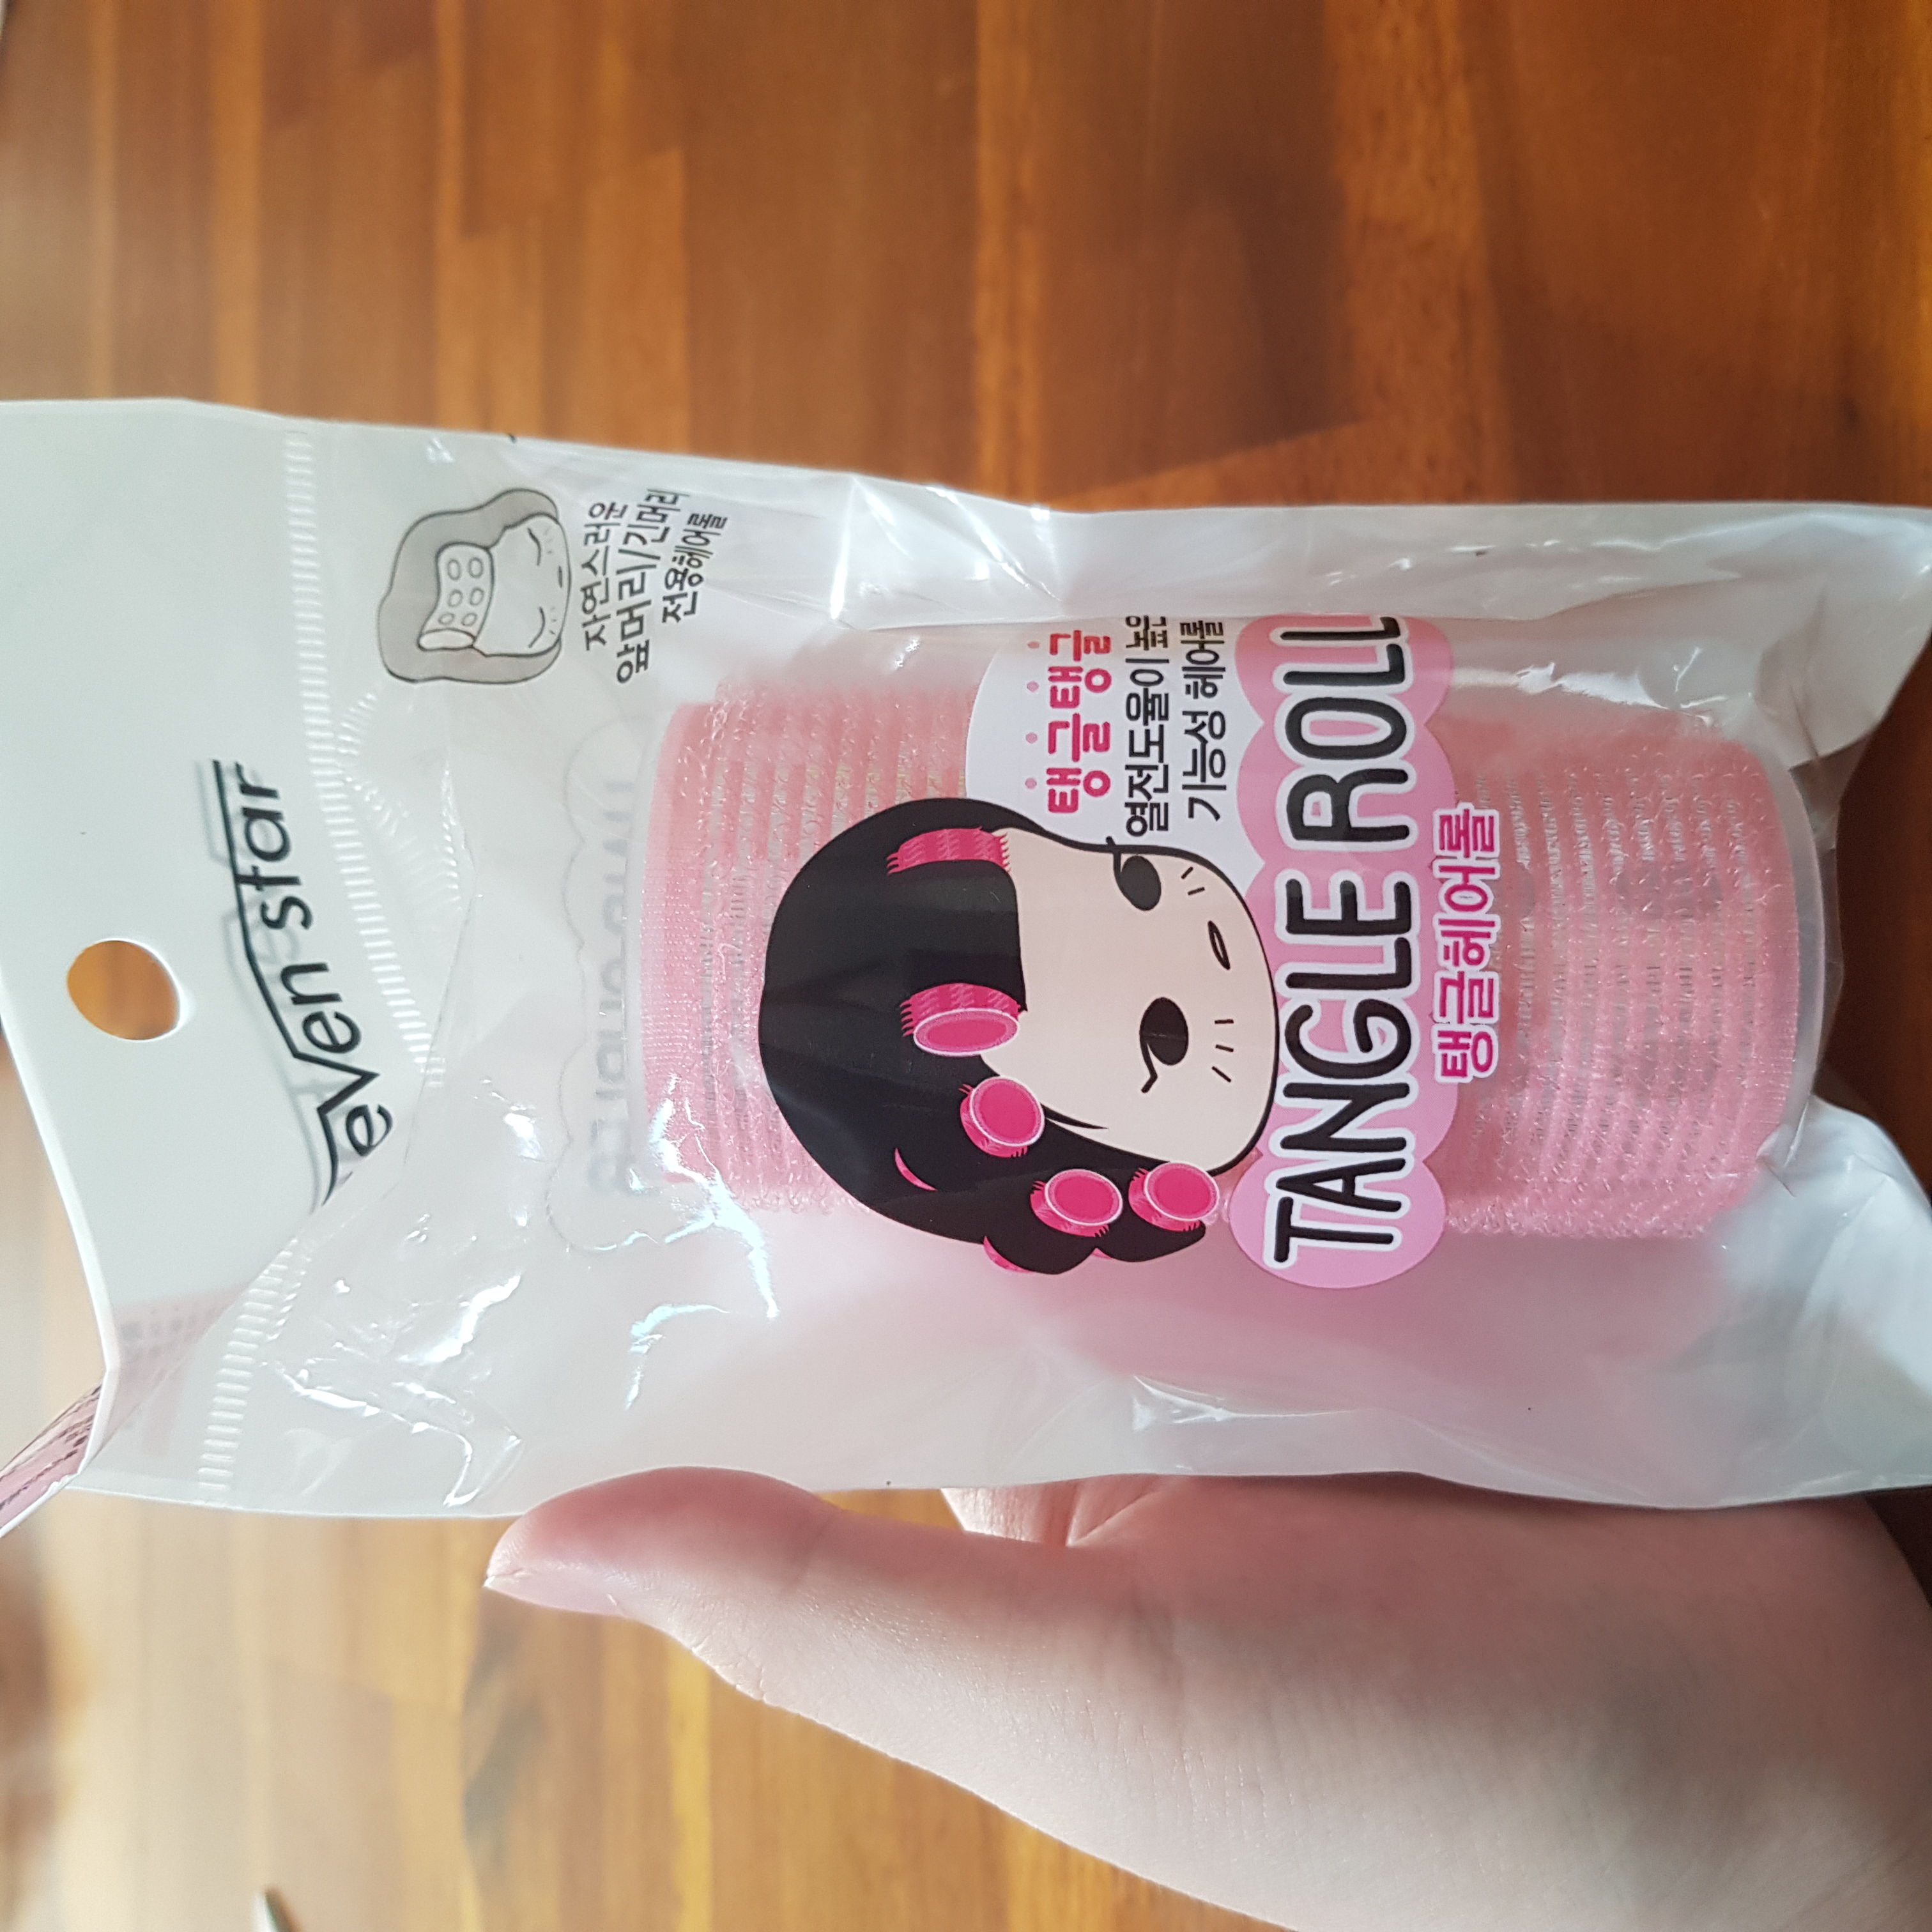 eVen star
자연스러운
앞머리/긴머리
전용헤어롤
탱글탱글
열전도율이 높은
기능성 헤어롤
TANGLE ROLL
탱글헤어롤